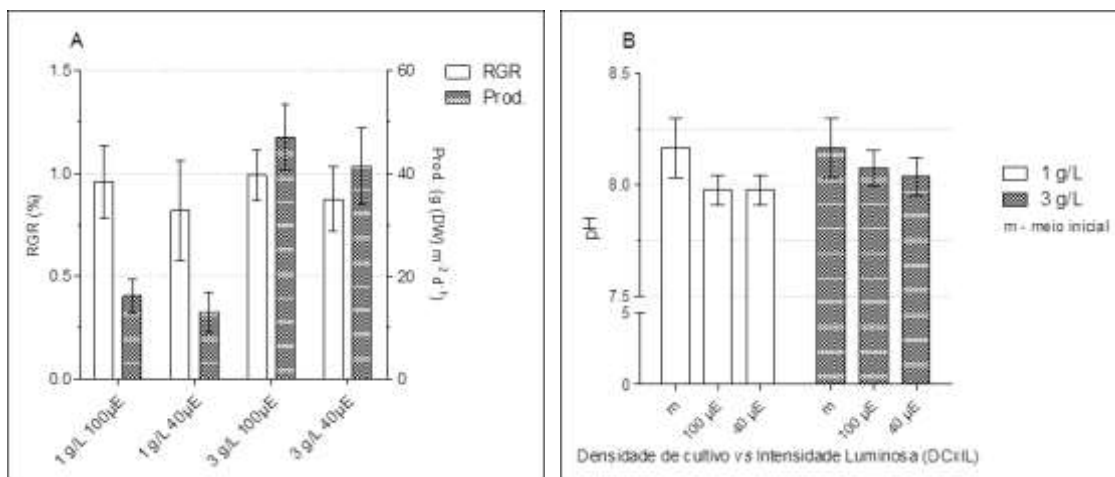 A
1.5
1.0
0.5
0.0
RGR (%)
60
40
20
0
Prod. (g (DW) m⁻² d⁻¹)
RGR
Prod.
1 g/L 100µE
1 g/L 40µE
3 g/L 100µE
3 g/L 40µE
B
8.5
8.0
7.5
5
0
pH
m
100 µE
40 µE
m
100 µE
40 µE
1 g/L
3 g/L
m - meio inicial
Densidade de cultivo vs Intensidade Luminosa (DCxIL)